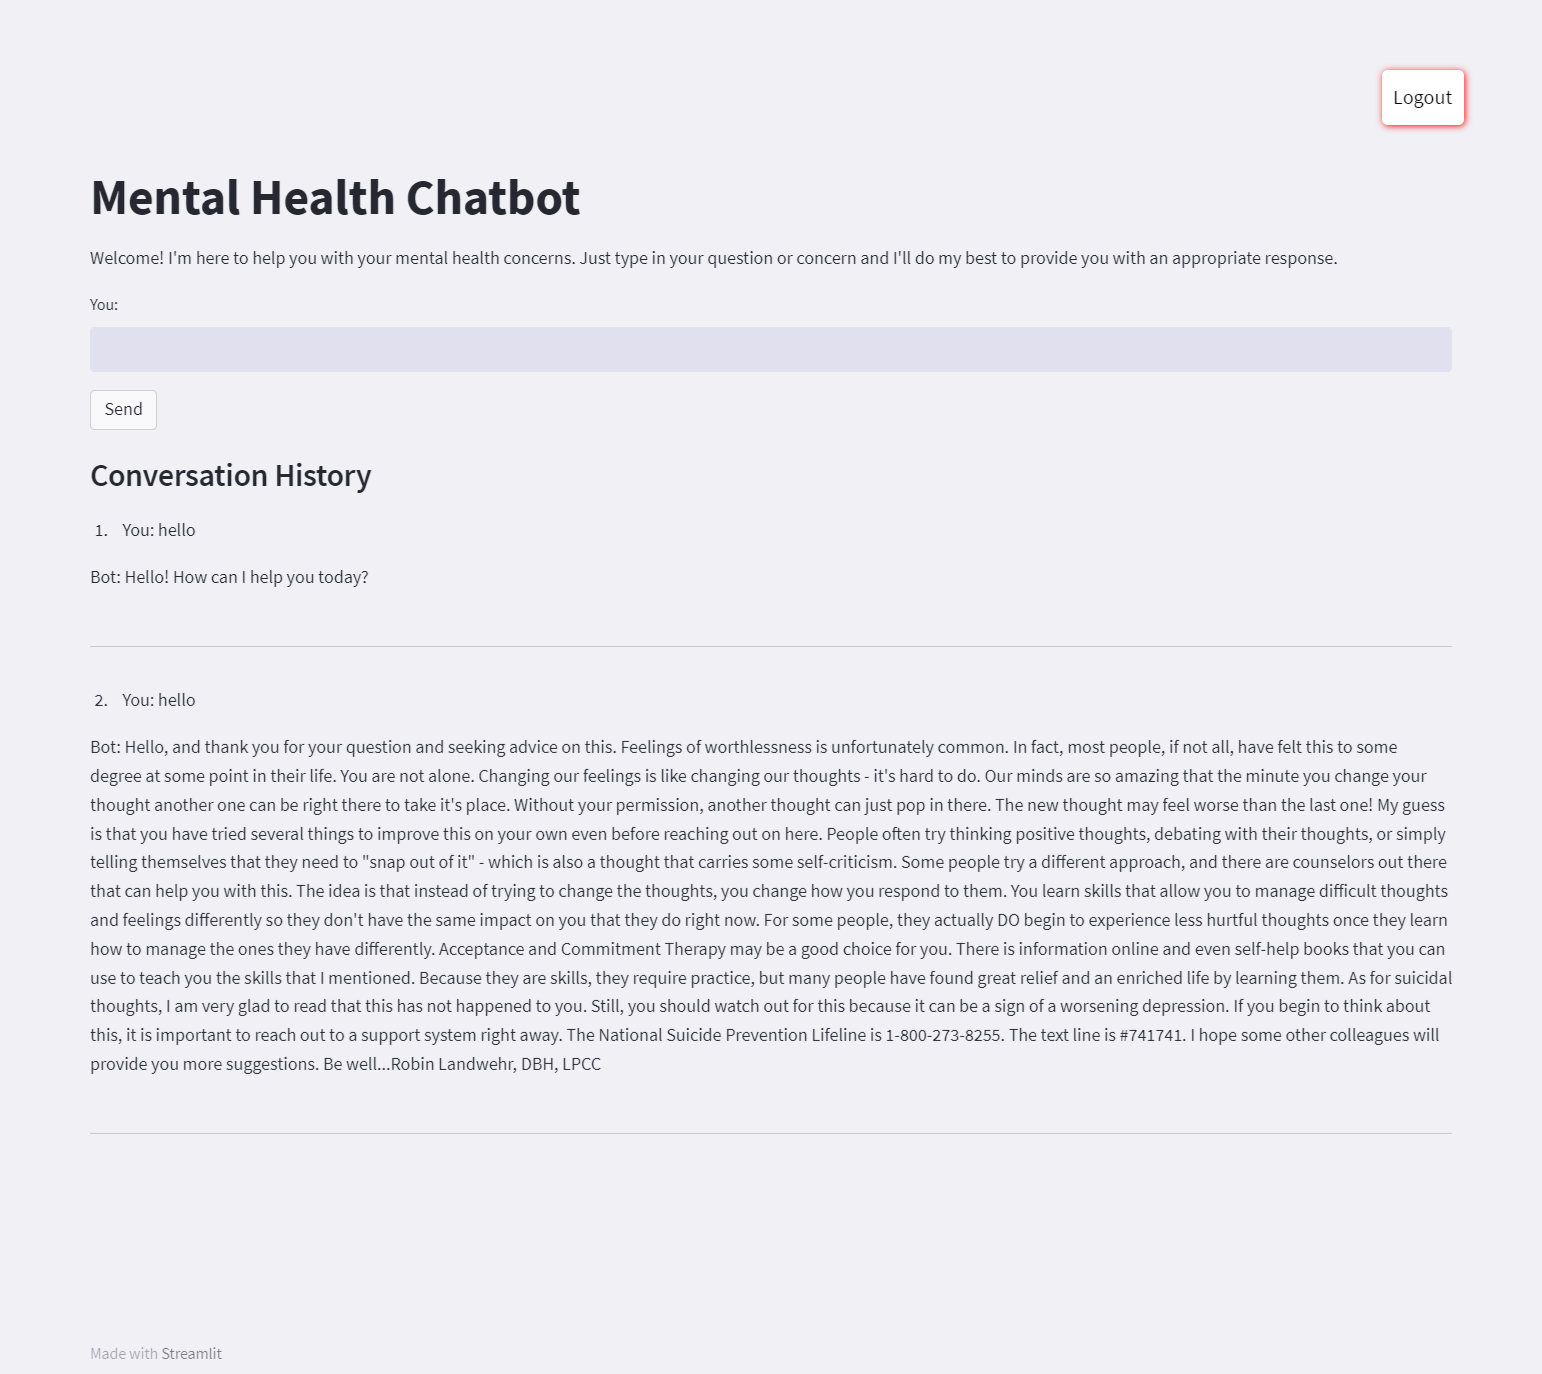 Logout
Mental Health Chatbot
Welcome! I'm here to help you with your mental health concerns. Just type in your question or concern and I'll do my best to provide you with an appropriate response.
You:
Send
Conversation History
1. You: hello
Bot: Hello! How can I help you today?
2. You: hello
Bot: Hello, and thank you for your question and seeking advice on this. Feelings of worthlessness is unfortunately common. In fact, most people, if not all, have felt this to some
degree at some point in their life. You are not alone. Changing our feelings is like changing our thoughts - it's hard to do. Our minds are so amazing that the minute you change your
thought another one can be right there to take it's place. Without your permission, another thought can just pop in there. The new thought may feel worse than the last one! My guess
is that you have tried several things to improve this on your own even before reaching out on here. People often try thinking positive thoughts, debating with their thoughts, or simply
telling themselves that they need to "snap out of it" - which is also a thought that carries some self-criticism. Some people try a different approach, and there are counselors out there
that can help you with this. The idea is that instead of trying to change the thoughts, you change how you respond to them. You learn skills that allow you to manage difficult thoughts
and feelings differently so they don't have the same impact on you that they do right now. For some people, they actually DO begin to experience less hurtful thoughts once they learn
how to manage the ones they have differently. Acceptance and Commitment Therapy may be a good choice for you. There is information online and even self-help books that you can
use to teach you the skills that I mentioned. Because they are skills, they require practice, but many people have found great relief and an enriched life by learning them. As for suicidal
thoughts, I am very glad to read that this has not happened to you. Still, you should watch out for this because it can be a sign of a worsening depression. If you begin to think about
this, it is important to reach out to a support system right away. The National Suicide Prevention Lifeline is 1-800-273-8255. The text line is #741741. I hope some other colleagues will
provide you more suggestions. Be well...Robin Landwehr, DBH, LPCC
Made with Streamlit